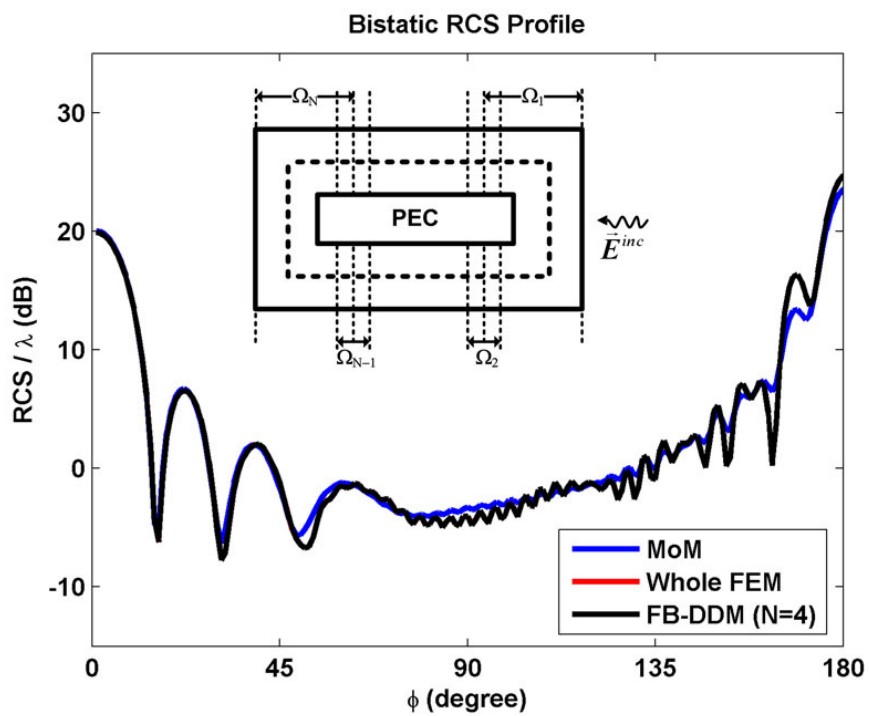 Bistatic RCS Profile
RCS / λ (dB)
30
20
10
0
-10
Ω_N
Ω_1
PEC
E^{inc}
Ω_{N-1}
Ω_2
MoM
Whole FEM
FB-DDM (N=4)
0 45 90 135 180
ϕ (degree)